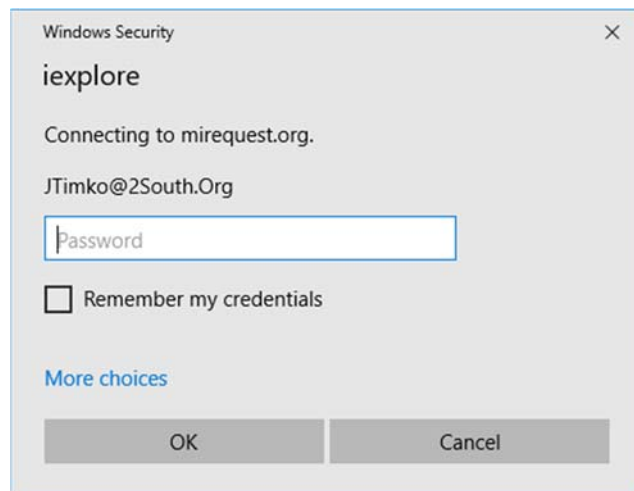 Windows Security
iexplore
Connecting to mirequest.org.
JTimko@2South.Org
Password
Remember my credentials
More choices
OK
Cancel